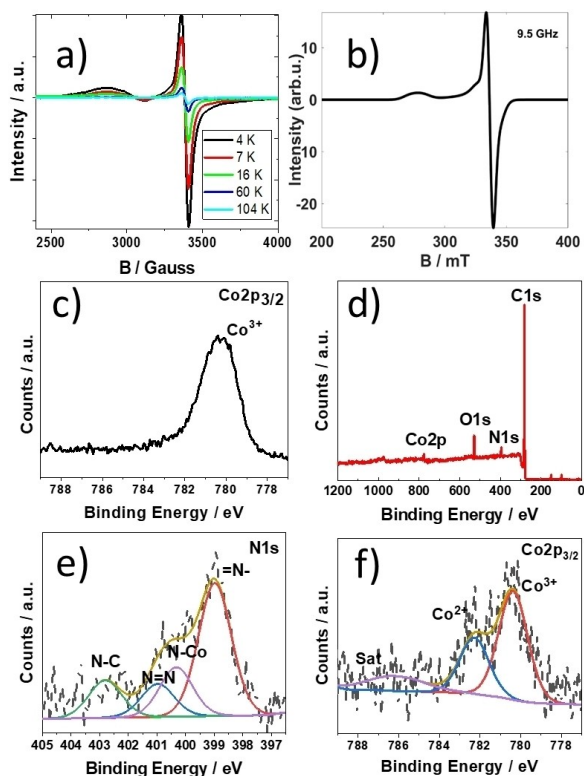 a)
Intensity / a.u.
4 K
7 K
16 K
60 K
104 K
2500 3000 3500 4000
B / Gauss
b)
9.5 GHz
Intensity (arb.u.)
10
0
10
-20
200 250 300 350 400
B / mT
c)
Co2p3/2
Co3+
Counts / a.u.
788 786 784 782 780 778
Binding Energy / eV
d)
C1s
O1s
N1s
Co2p
Counts / a.u.
1200 1000 800 600 400 200 0
Binding Energy / eV
e)
N1s
=N-
N-Co
N=N
N-C
Counts / a.u.
405 404 403 402 401 400 399 398 397
Binding Energy / eV
f)
Co2p3/2
Co3+
Co2+
Sat
Counts / a.u.
788 786 784 782 780 778
Binding Energy / eV